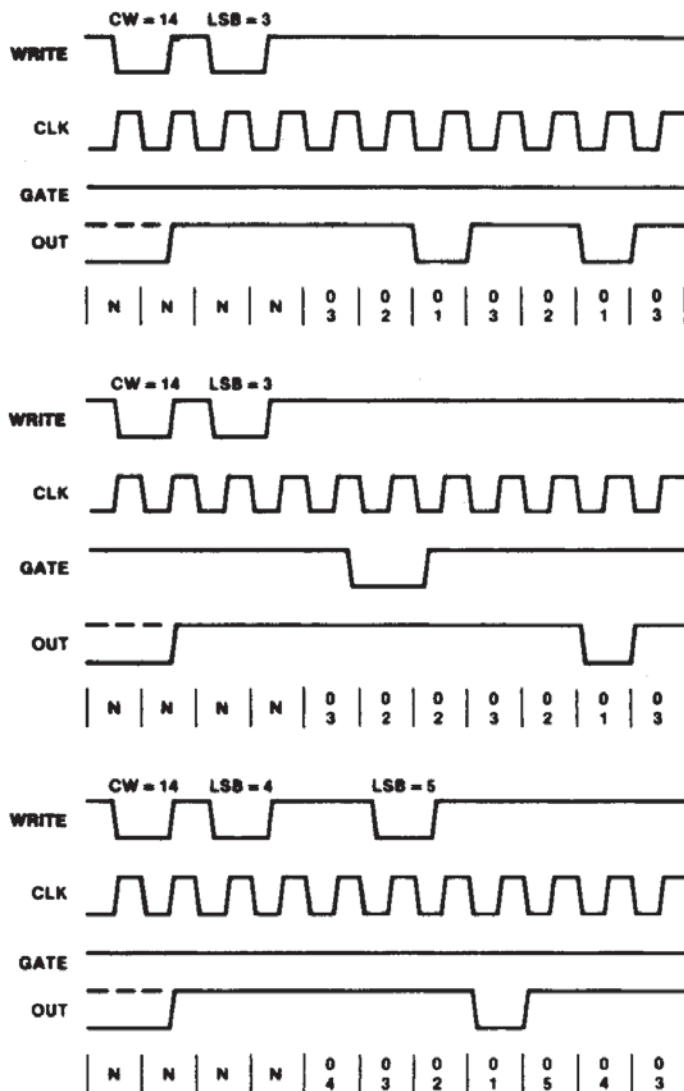 CW = 14 LSB = 3
WRITE
CLK
GATE
OUT
N N N N 0 0 0 0 0 0 0
3 2 1 3 2 1 3
CW = 14 LSB = 3
WRITE
CLK
GATE
OUT
N N N N 0 0 0 0 0 0 0
3 2 2 3 2 1 3
CW = 14 LSB = 4 LSB = 5
WRITE
CLK
GATE
OUT
N N N N 0 0 0 0 0 0 0
4 3 2 1 5 4 3